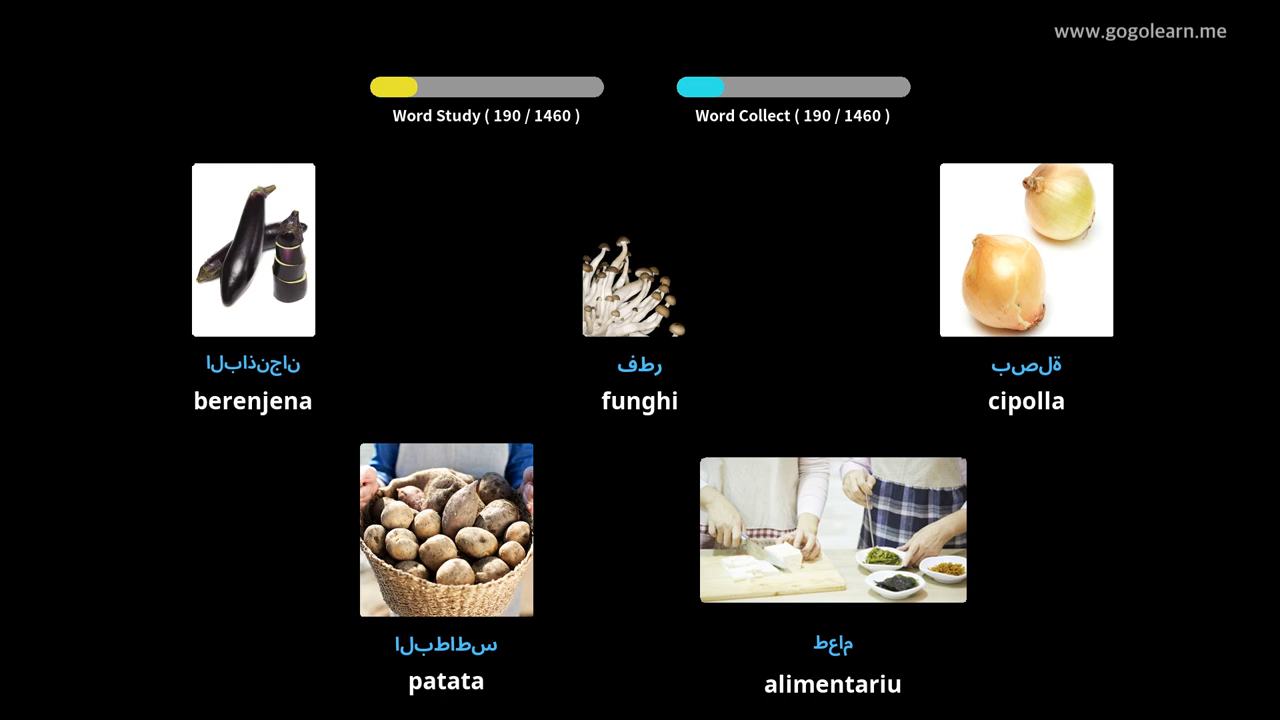 www.gogolearn.me
Word Study ( 190 / 1460 )
Word Collect ( 190 / 1460 )
الباذنجان
berenjena
فطر
funghi
بصلة
cipolla
البطاطس
patata
طعام
alimentariu